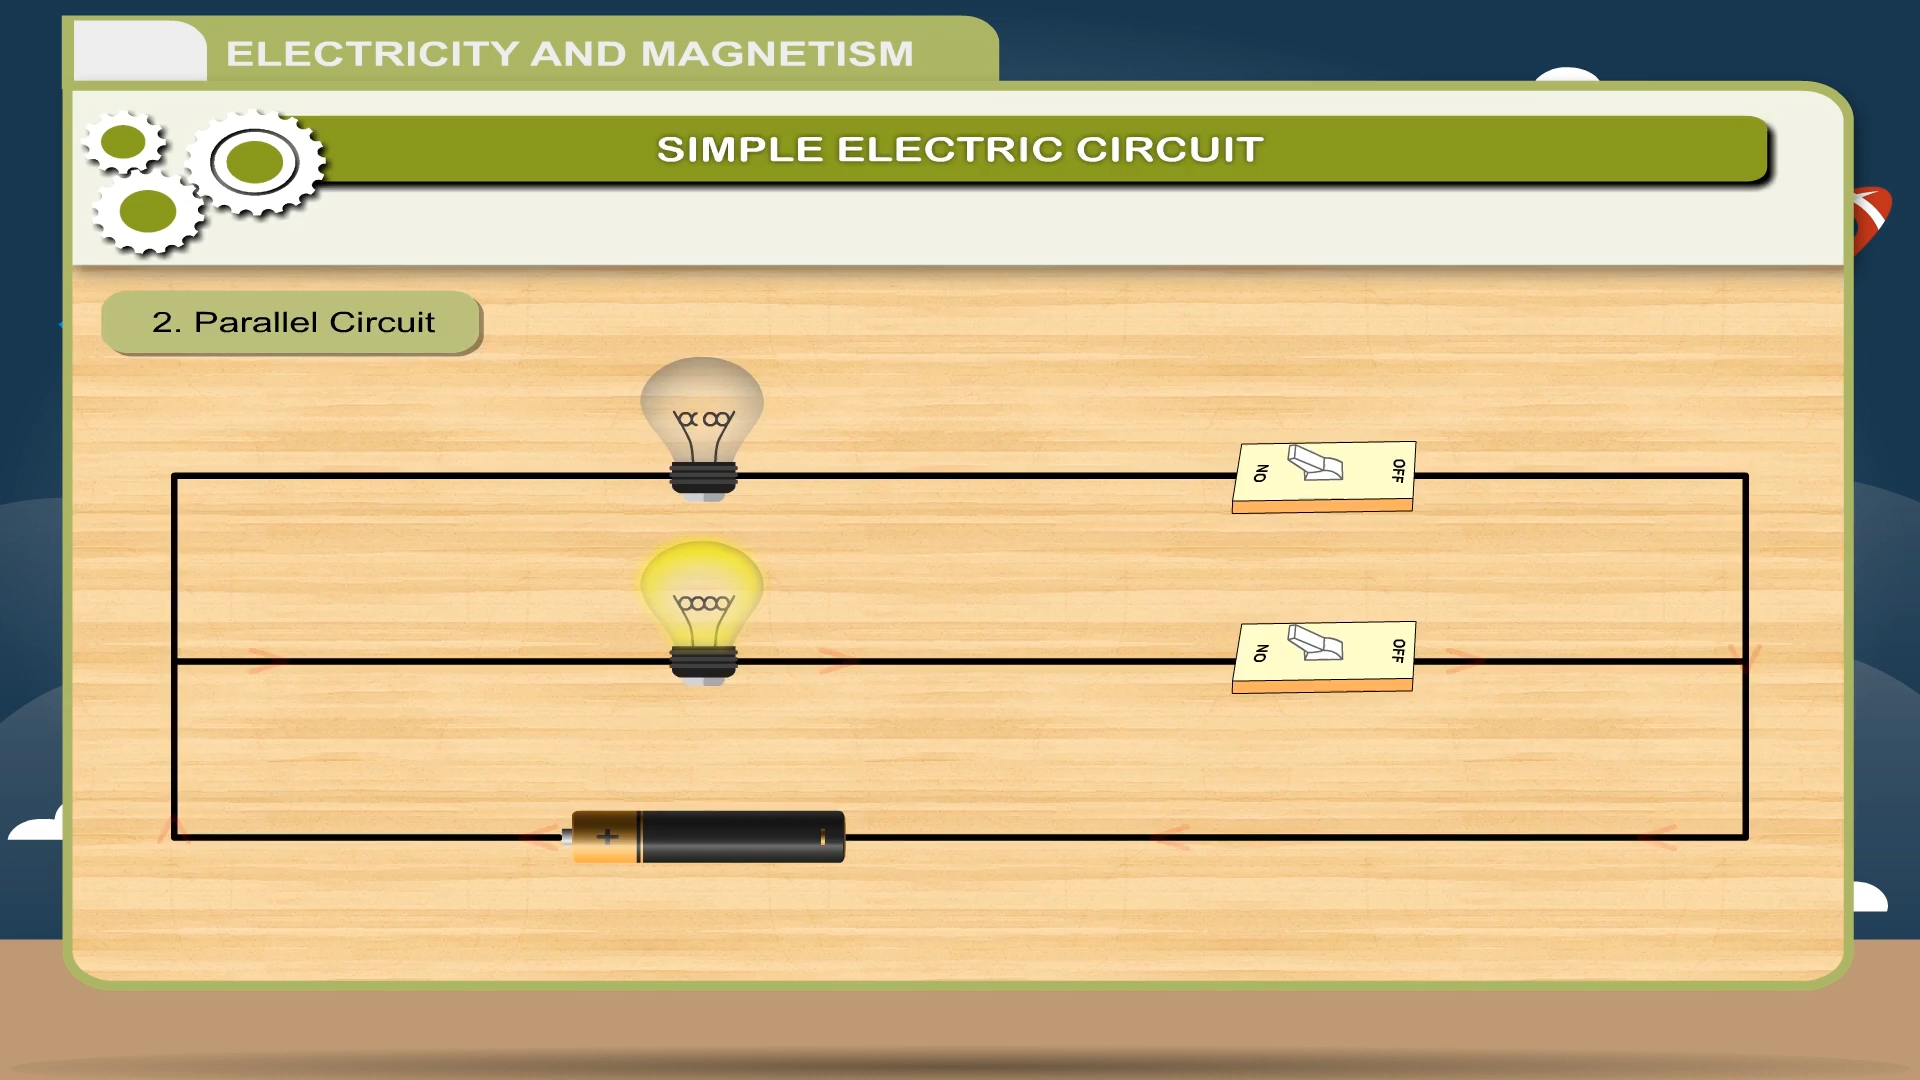 ELECTRICITY AND MAGNETISM
SIMPLE ELECTRIC CIRCUIT
2. Parallel Circuit
ON
OFF
ON
OFF
+
-